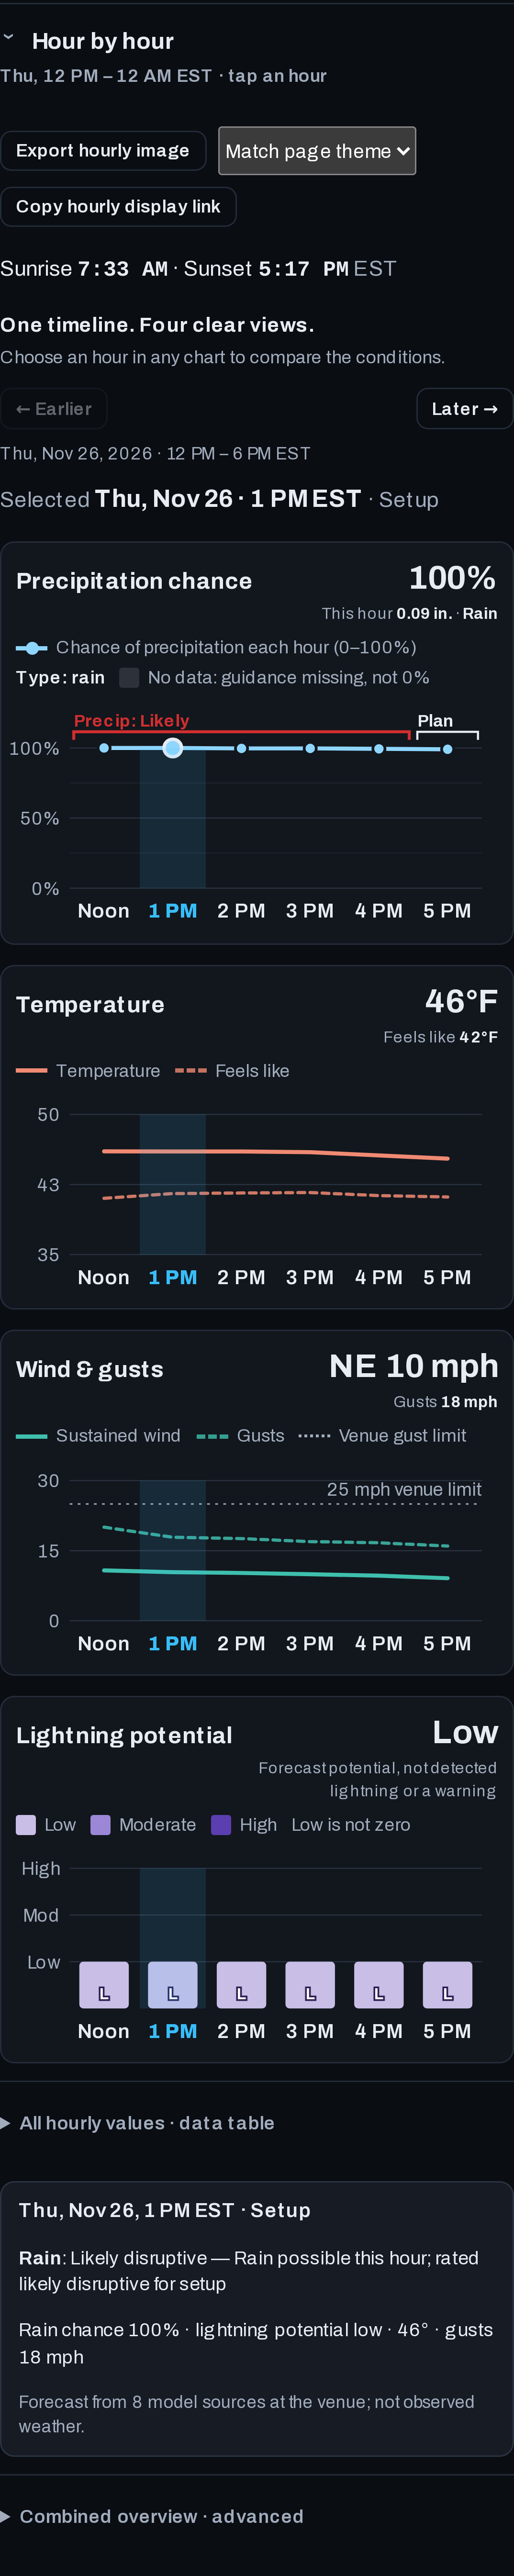 Hour by hour
Thu, 12 PM – 12 AM EST · tap an hour
Export hourly image
Match page theme
Copy hourly display link
Sunrise 7:33 AM · Sunset 5:17 PM EST
One timeline. Four clear views.
Choose an hour in any chart to compare the conditions.
← Earlier
Later →
Thu, Nov 26, 2026 · 12 PM – 6 PM EST
Selected Thu, Nov 26 · 1 PM EST · Setup
Precipitation chance
100%
This hour 0.09 in. · Rain
Chance of precipitation each hour (0–100%)
Type: rain No data: guidance missing, not 0%
Precip: Likely Plan
100%
50%
0%
Noon 1 PM 2 PM 3 PM 4 PM 5 PM
Temperature
46°F
Feels like 42°F
Temperature Feels like
50
43
35
Noon 1 PM 2 PM 3 PM 4 PM 5 PM
Wind & gusts
NE 10 mph
Gusts 18 mph
Sustained wind Gusts Venue gust limit
30
25 mph venue limit
15
0
Noon 1 PM 2 PM 3 PM 4 PM 5 PM
Lightning potential
Low
Forecast potential, not detected
lightning or a warning
Low Moderate High Low is not zero
High
Mod
Low
L L L L L L
Noon 1 PM 2 PM 3 PM 4 PM 5 PM
All hourly values · data table
Thu, Nov 26, 1 PM EST · Setup
Rain: Likely disruptive — Rain possible this hour; rated
likely disruptive for setup
Rain chance 100% · lightning potential low · 46° · gusts
18 mph
Forecast from 8 model sources at the venue; not observed
weather.
Combined overview · advanced